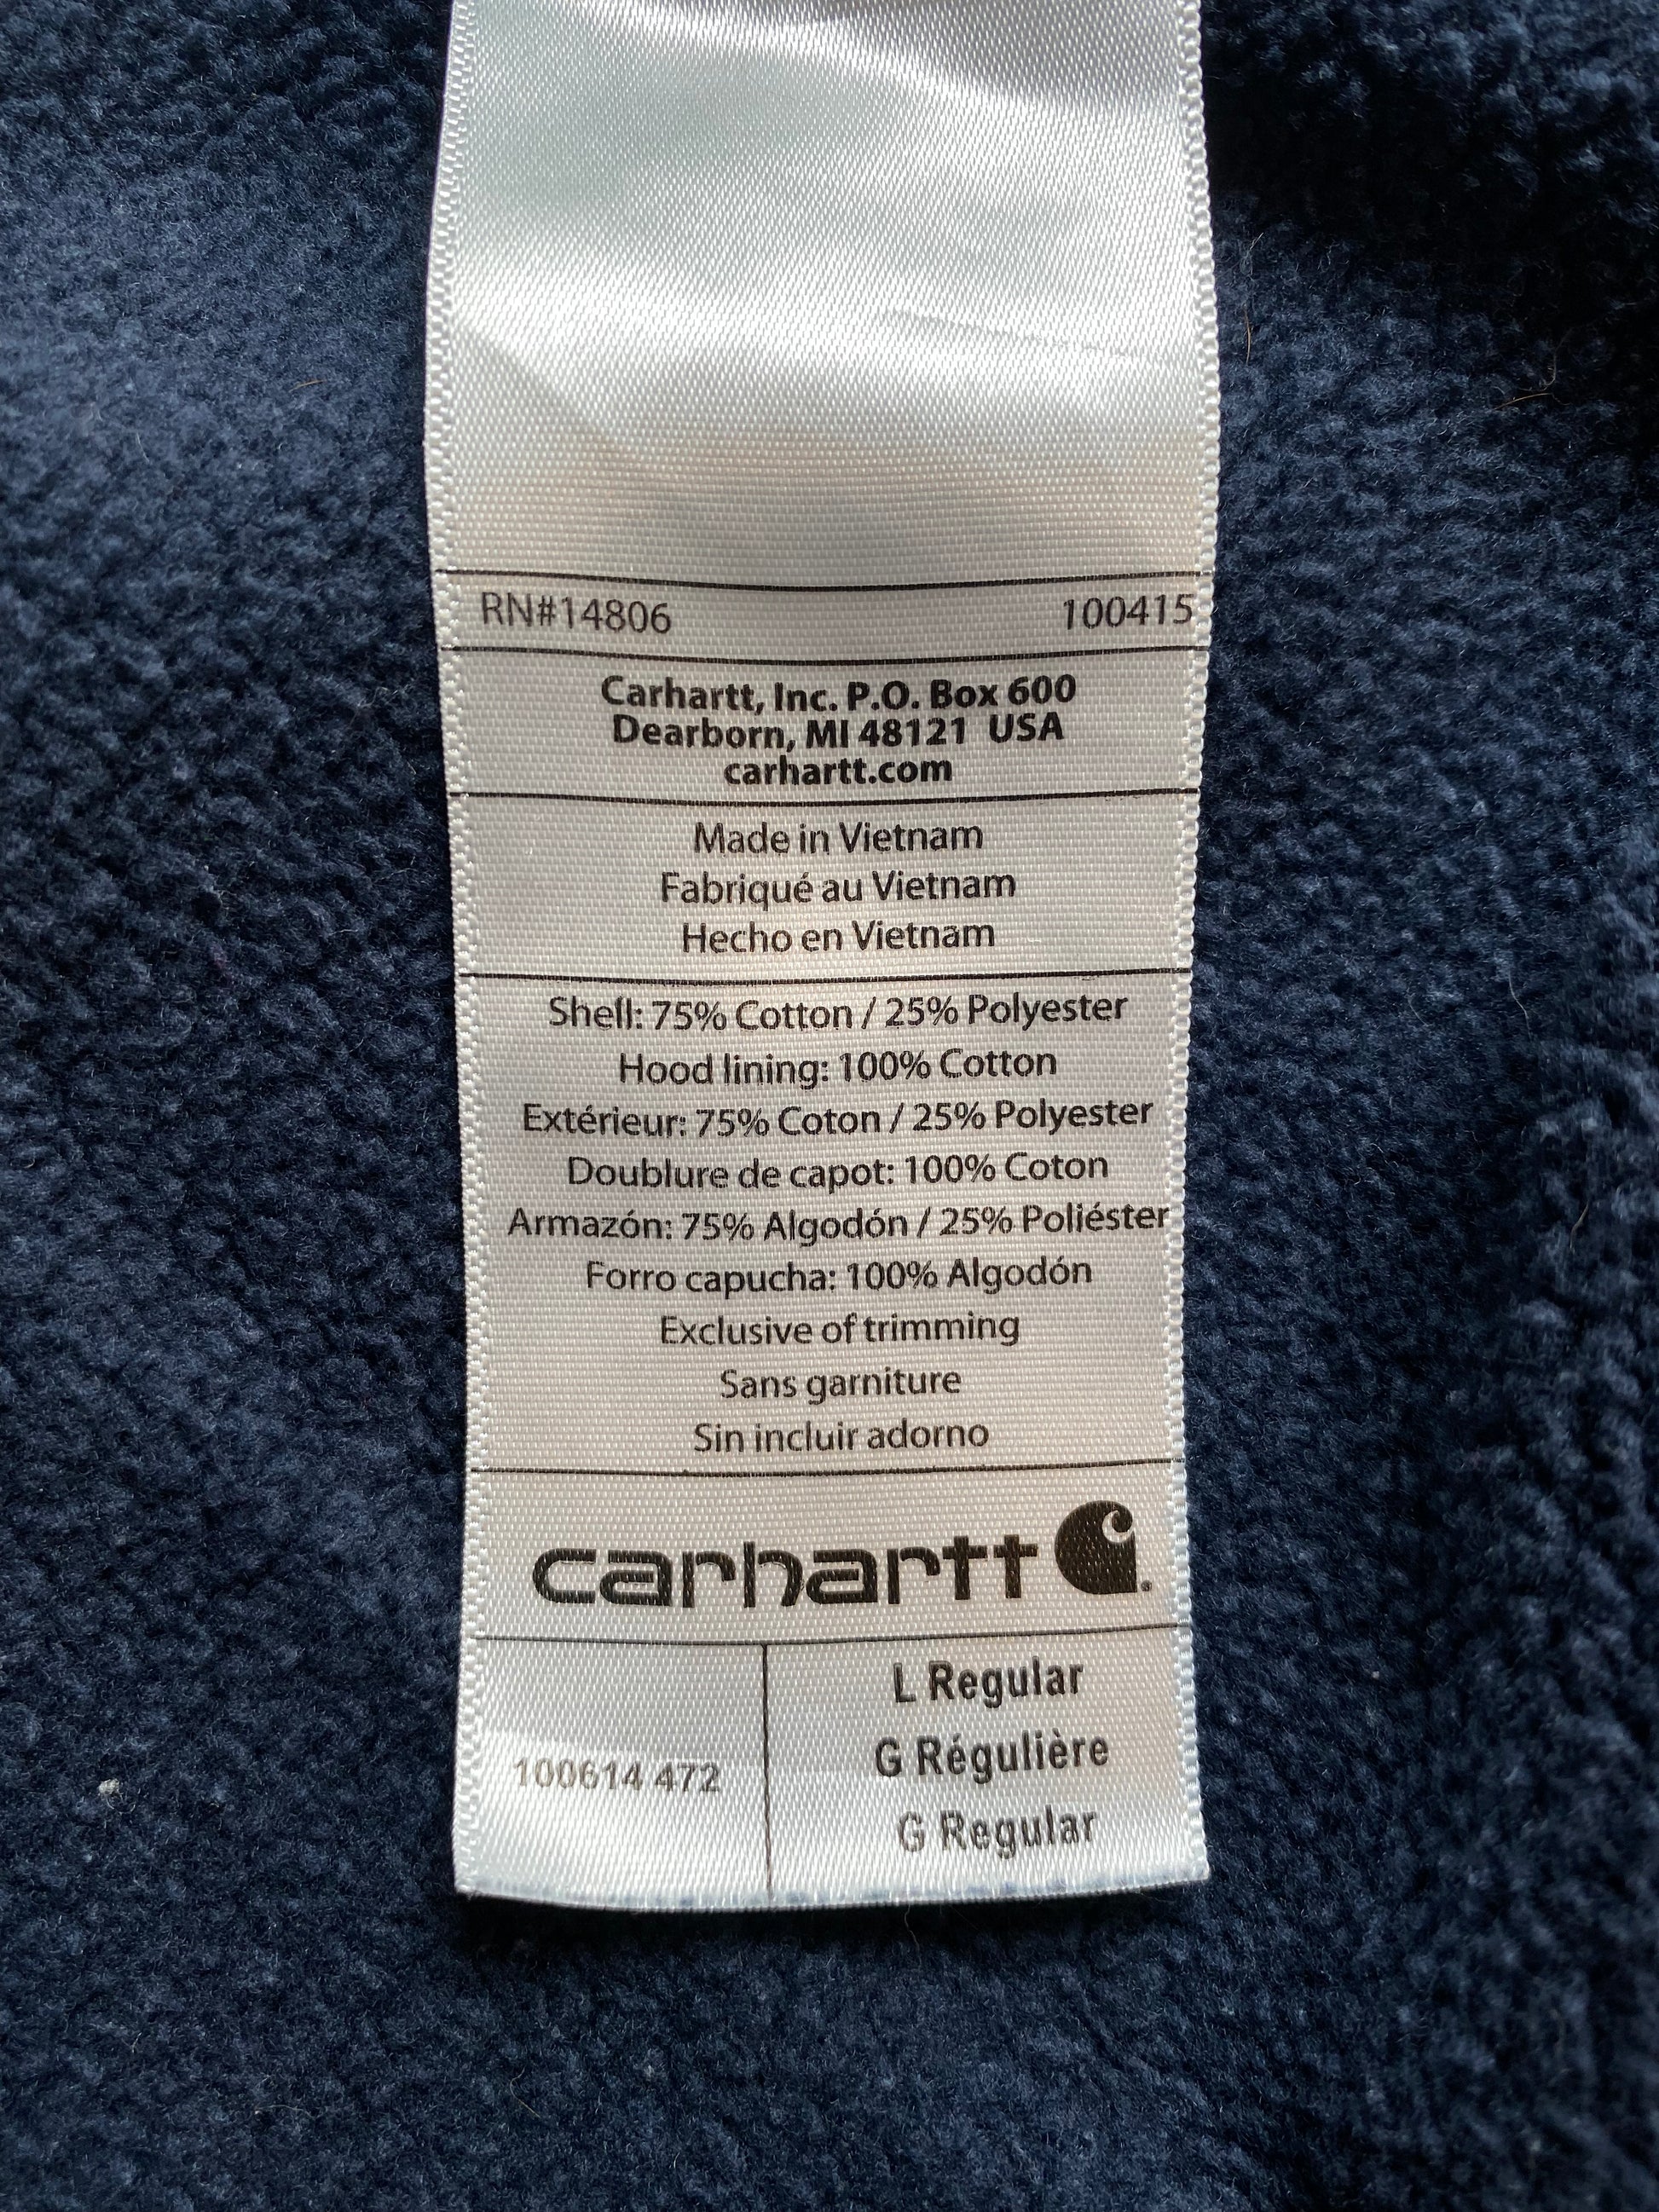 RN#14806 100415
Carhartt, Inc. P.O. Box 600
Dearborn, MI 48121 USA
carhartt.com
Made in Vietnam
Fabriqué au Vietnam
Hecho en Vietnam
Shell: 75% Cotton / 25% Polyester
Hood lining: 100% Cotton
Extérieur: 75% Coton / 25% Polyester
Doublure de capot: 100% Coton
Armazón: 75% Algodón / 25% Poliéster
Forro capucha: 100% Algodón
Exclusive of trimming
Sans garniture
Sin incluir adorno
carhartt
100614 472
L Regular
G Régulière
G Regular